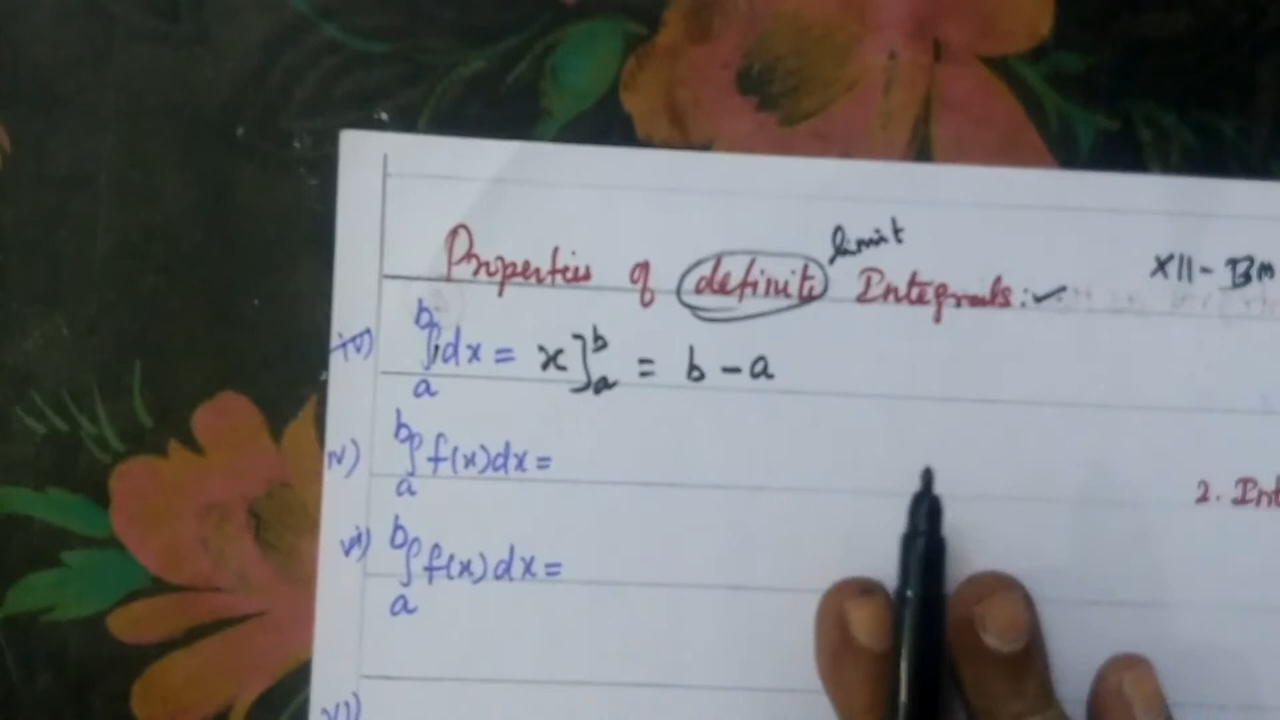 limit
Properties of definite Integrals:✓
XII - BM
∫ₐᵇ dx = x]ₐᵇ = b - a
iv) ∫ₐᵇ f(x)dx =
2. Int
vi) ∫ₐᵇ f(x)dx =